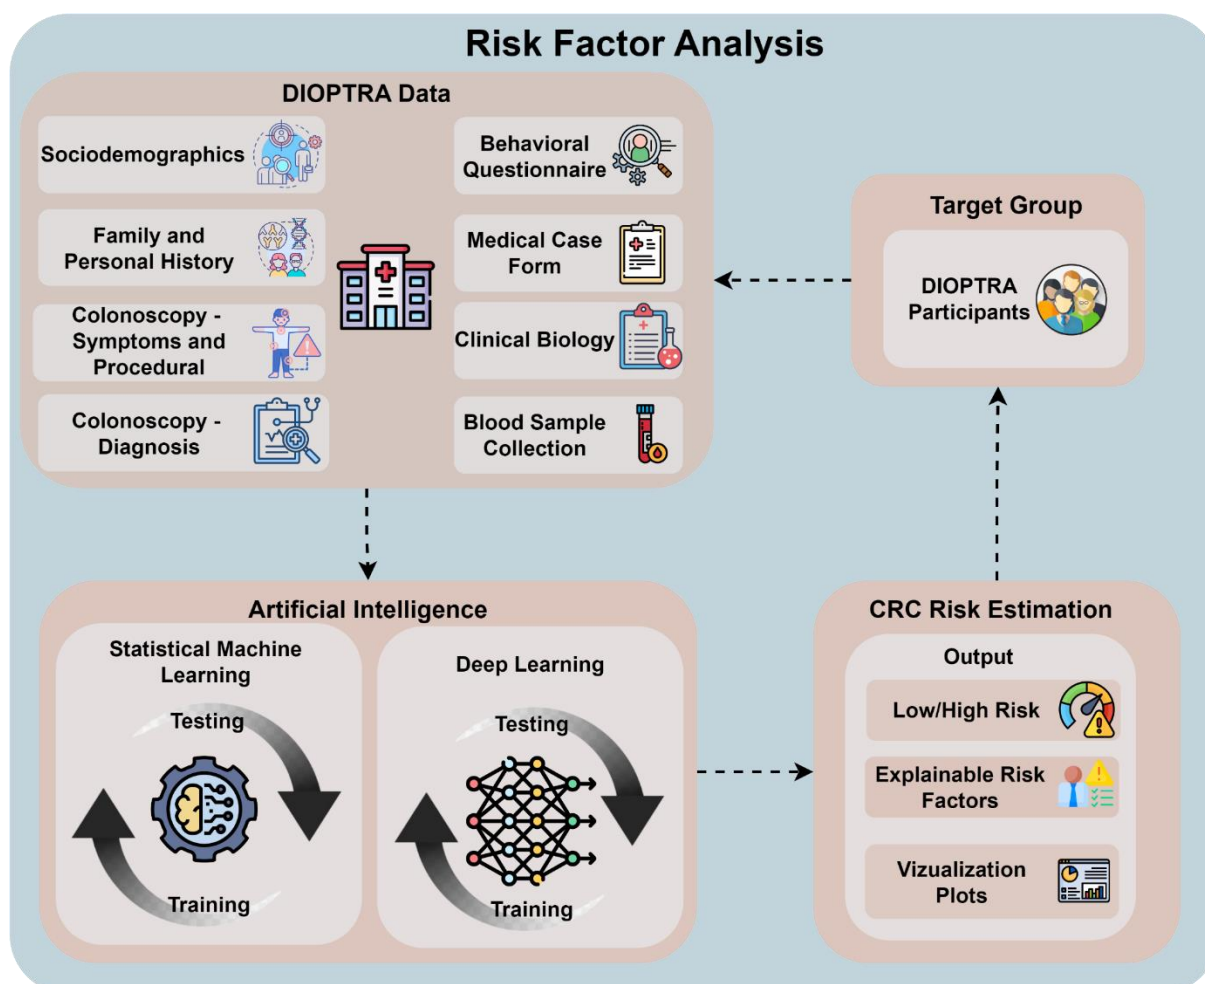 Risk Factor Analysis
DIOPTRA Data
Sociodemographics
Family and
Personal History
Colonoscopy -
Symptoms and
Procedural
Colonoscopy -
Diagnosis
Behavioral
Questionnaire
Medical Case
Form
Clinical Biology
Blood Sample
Collection
Target Group
DIOPTRA
Participants
Artificial Intelligence
Statistical Machine
Learning
Testing
Training
Deep Learning
Testing
Training
CRC Risk Estimation
Output
Low/High Risk
Explainable Risk
Factors
Vizualization
Plots